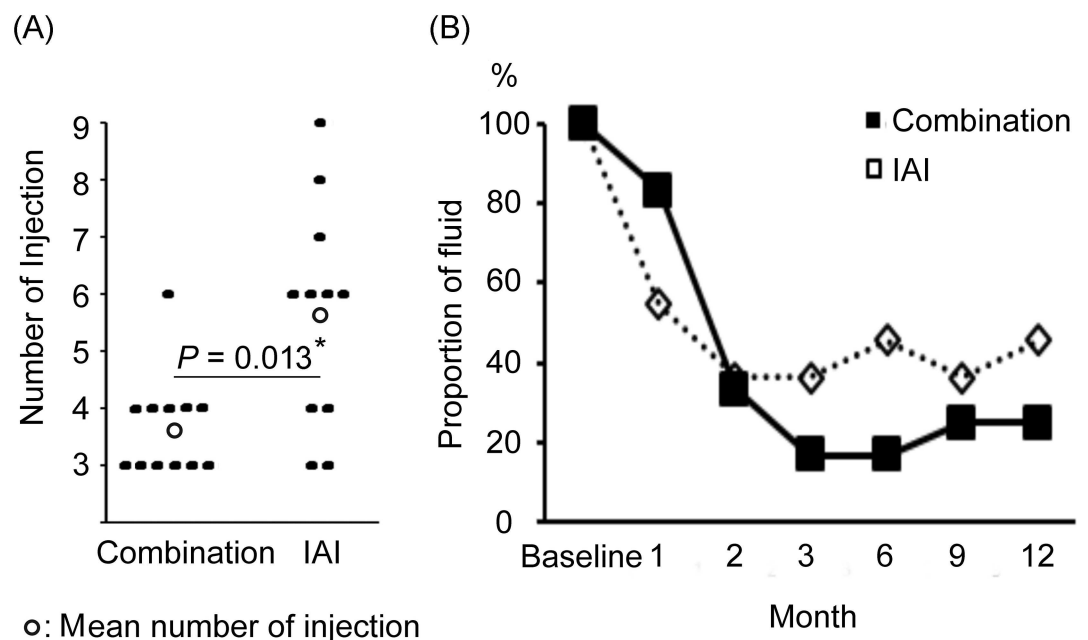 (A)
Number of Injection
9
8
7
6
5
4
3
P = 0.013*
Combination IAI
o: Mean number of injection
(B)
%
Proportion of fluid
100
80
60
40
20
0
Combination
IAI
Baseline 1 2 3 6 9 12
Month